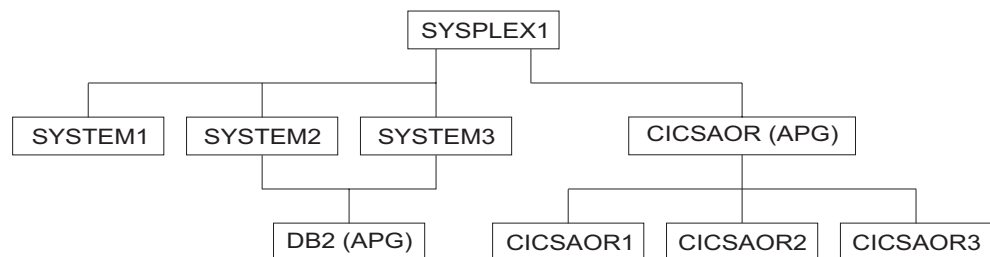 SYSPLEX1
SYSTEM1
SYSTEM2
SYSTEM3
CICSAOR (APG)
DB2 (APG)
CICSAOR1
CICSAOR2
CICSAOR3